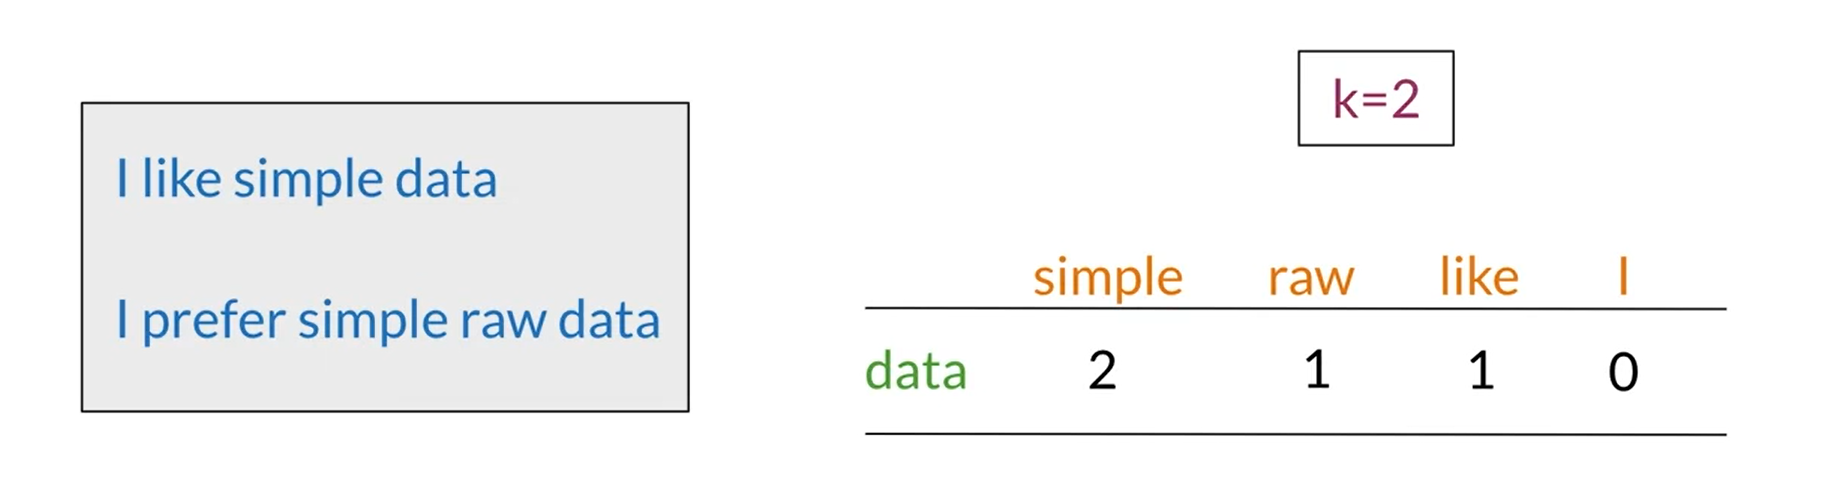 I like simple data
I prefer simple raw data
k=2
simple raw like I
data 2 1 1 0